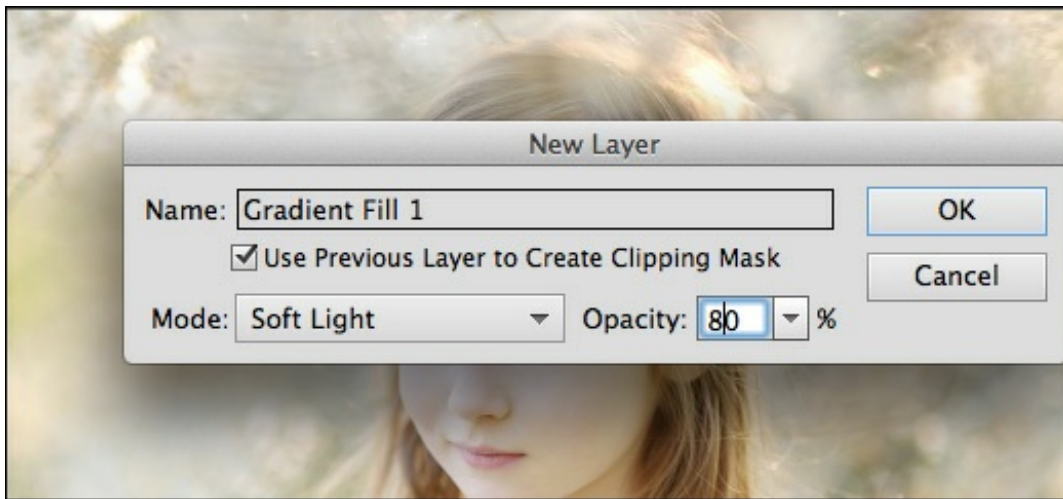 New Layer
Name: Gradient Fill 1
OK
Use Previous Layer to Create Clipping Mask
Cancel
Mode: Soft Light Opacity: 80 %